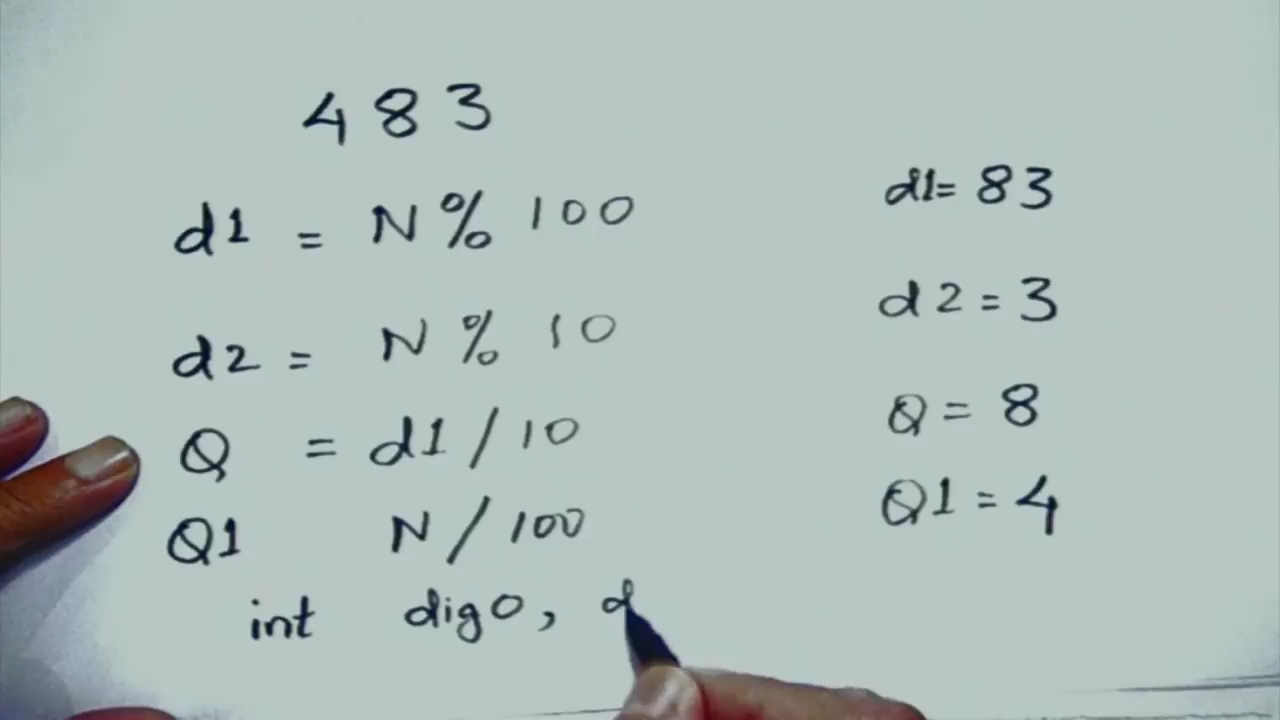 483
d1 = N % 100
d2 = N % 10
Q = d1 / 10
Q1 N / 100
int dig0, d
d1= 83
d2 = 3
Q = 8
Q1 = 4